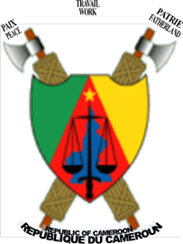 TRAVAIL
WORK
PAIX
PEACE
PATRIE
FATHERLAND
REPUBLIC OF CAMEROON
REPUBLIQUE DU CAMEROUN